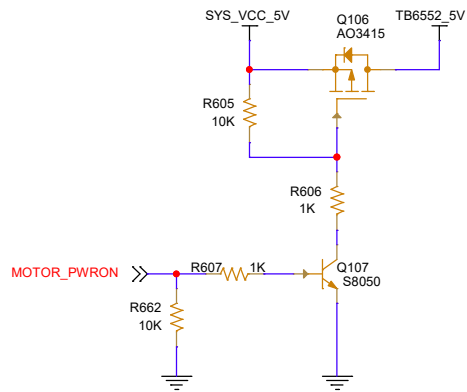 SYS_VCC_5V
Q106
AO3415
TB6552_5V
R605
10K
R606
1K
MOTOR_PWRON
R607
1K
Q107
S8050
R662
10K